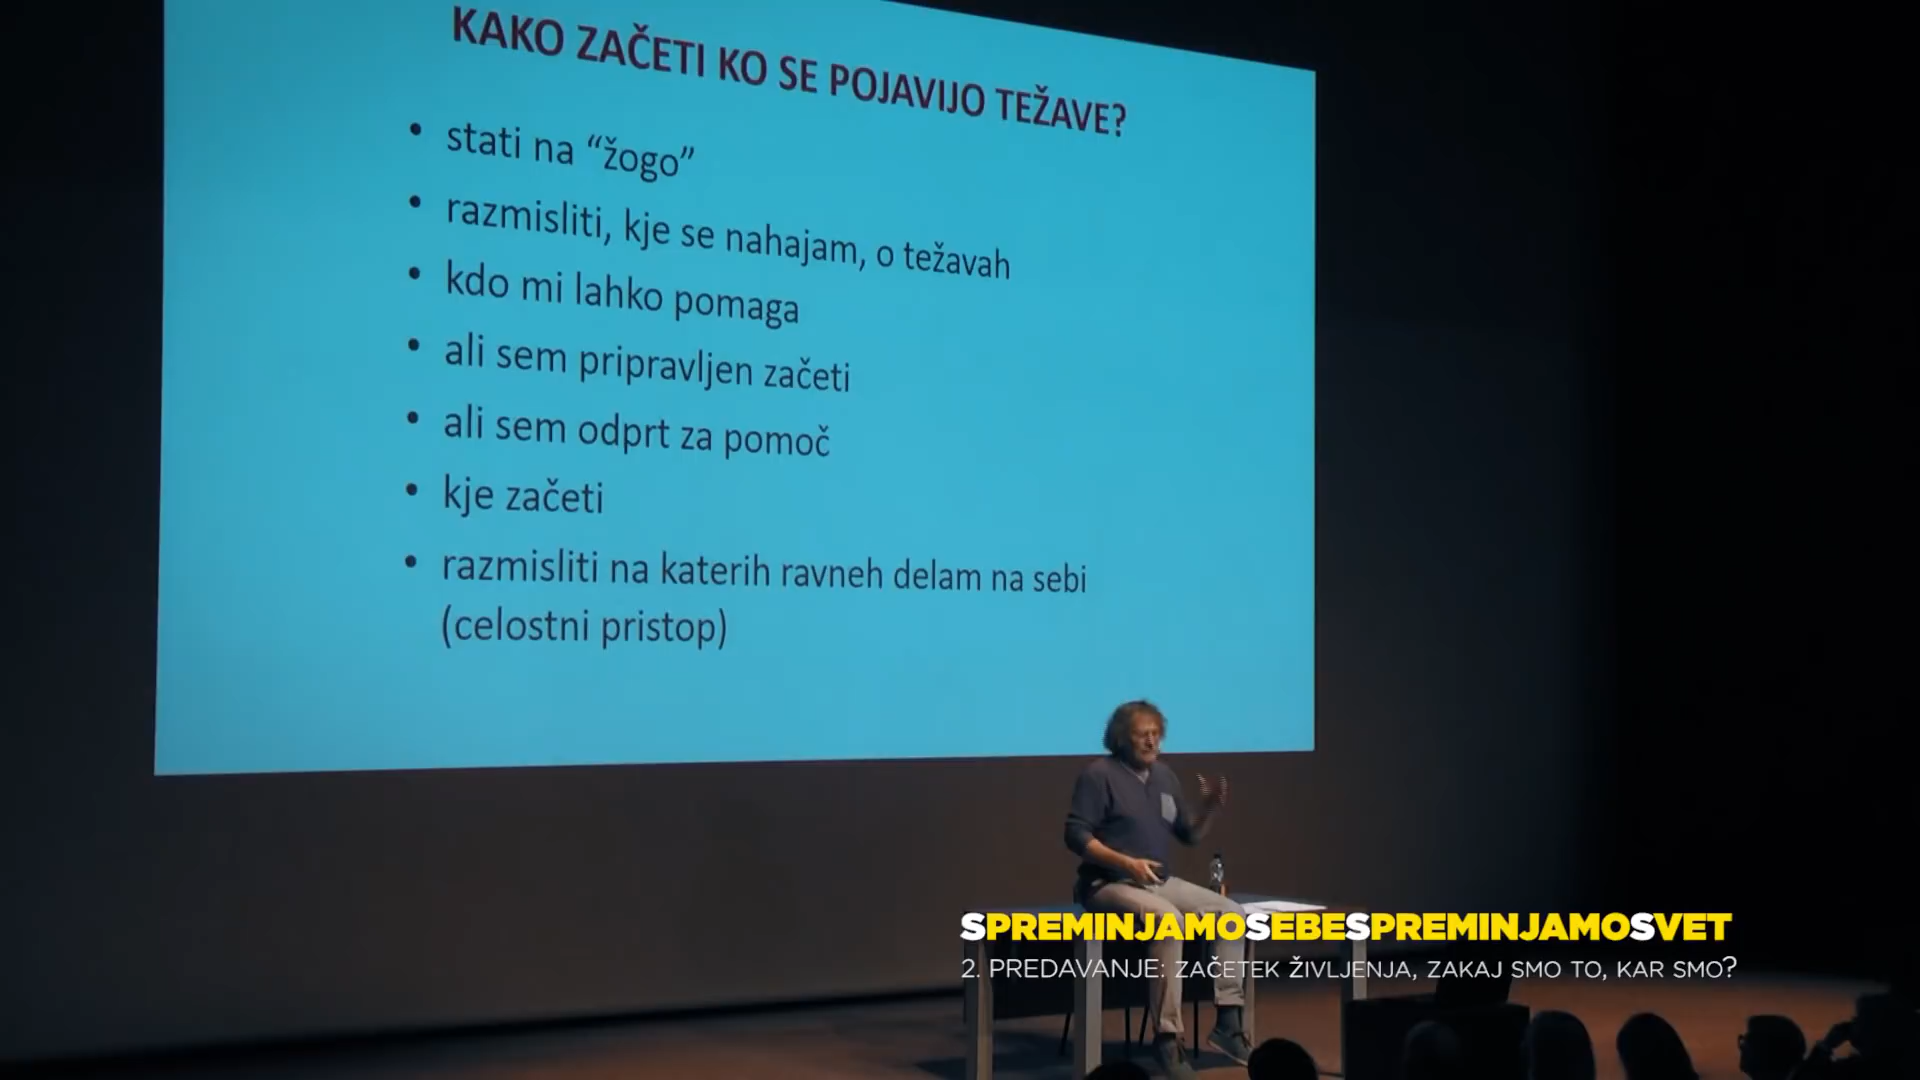 KAKO ZAČETI KO SE POJAVIJO TEŽAVE?
• stati na “žogo”
• razmisliti, kje se nahajam, o težavah
• kdo mi lahko pomaga
• ali sem pripravljen začeti
• ali sem odprt za pomoč
• kje začeti
• razmisliti na katerih ravneh delam na sebi
(celostni pristop)
SPREMINJAMOSEBESPREMINJAMOSVET
2. PREDAVANJE: ZAČETEK ŽIVLJENJA, ZAKAJ SMO TO, KAR SMO?